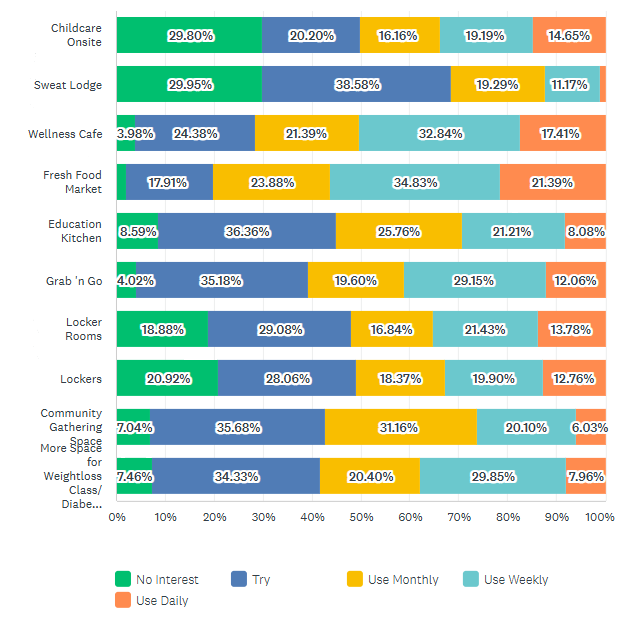 Childcare
Onsite
29.80% 20.20% 16.16% 19.19% 14.65%
Sweat Lodge
29.95% 38.58% 19.29% 11.17%
Wellness Cafe
3.98% 24.38% 21.39% 32.84% 17.41%
Fresh Food
Market
17.91% 23.88% 34.83% 21.39%
Education
Kitchen
8.59% 36.36% 25.76% 21.21% 8.08%
Grab 'n Go
4.02% 35.18% 19.60% 29.15% 12.06%
Locker
Rooms
18.88% 29.08% 16.84% 21.43% 13.78%
Lockers
20.92% 28.06% 18.37% 19.90% 12.76%
Community
Gathering
Space
7.04% 35.68% 31.16% 20.10% 6.03%
More Space
for
Weightloss
Class/
Diabe...
7.46% 34.33% 20.40% 29.85% 7.96%
0% 10% 20% 30% 40% 50% 60% 70% 80% 90% 100%
No Interest Try Use Monthly Use Weekly
Use Daily